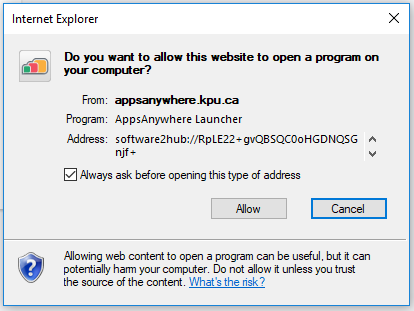 Internet Explorer
Do you want to allow this website to open a program on
your computer?
From: appsanywhere.kpu.ca
Program: AppsAnywhere Launcher
Address: software2hub://RpLE22+gvQBSQC0oHGDNQSG
njf+
Always ask before opening this type of address
Allow Cancel
Allowing web content to open a program can be useful, but it can
potentially harm your computer. Do not allow it unless you trust
the source of the content. What's the risk?